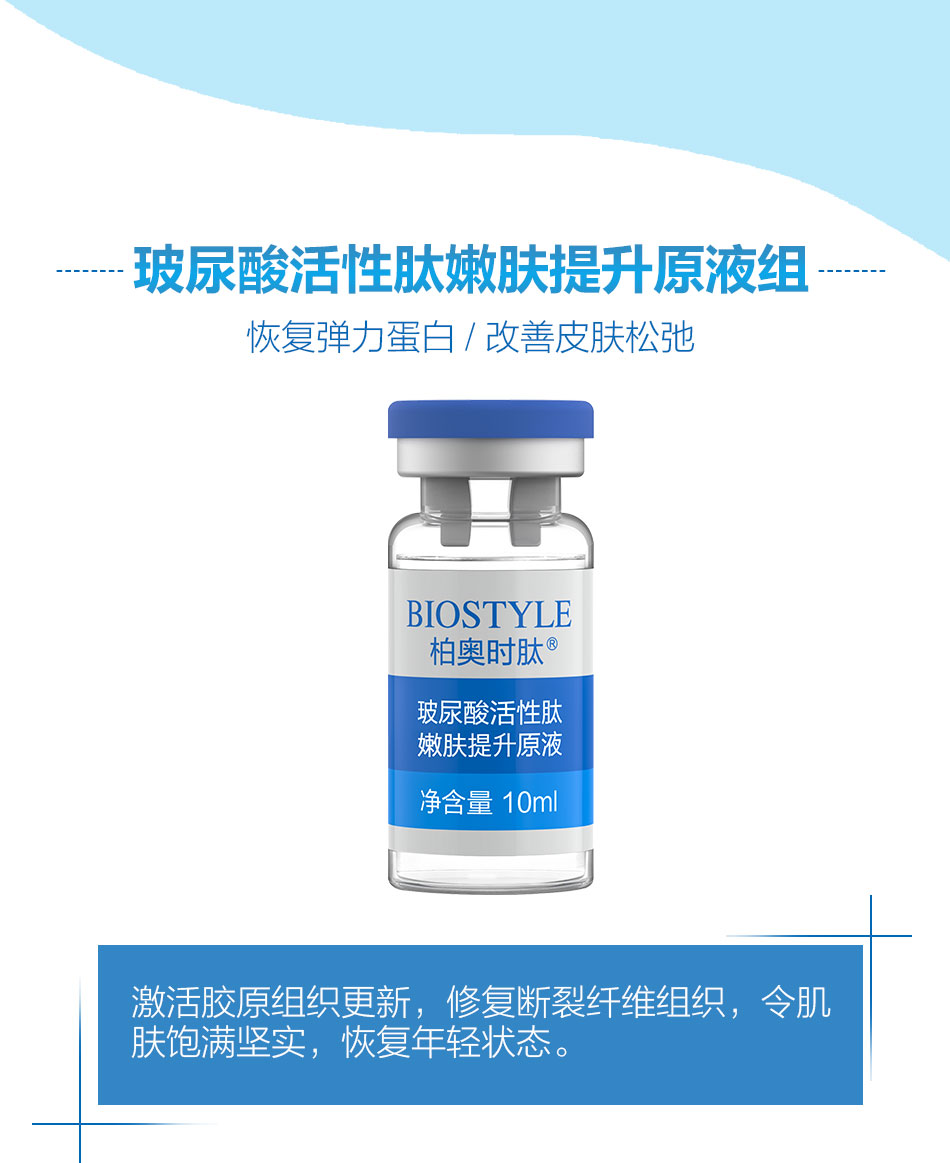 玻尿酸活性肽嫩肤提升原液组
恢复弹力蛋白 / 改善皮肤松弛
BIOSTYLE
柏奥时肽®
玻尿酸活性肽
嫩肤提升原液
净含量 10ml
激活胶原组织更新，修复断裂纤维组织，令肌
肤饱满坚实，恢复年轻状态。